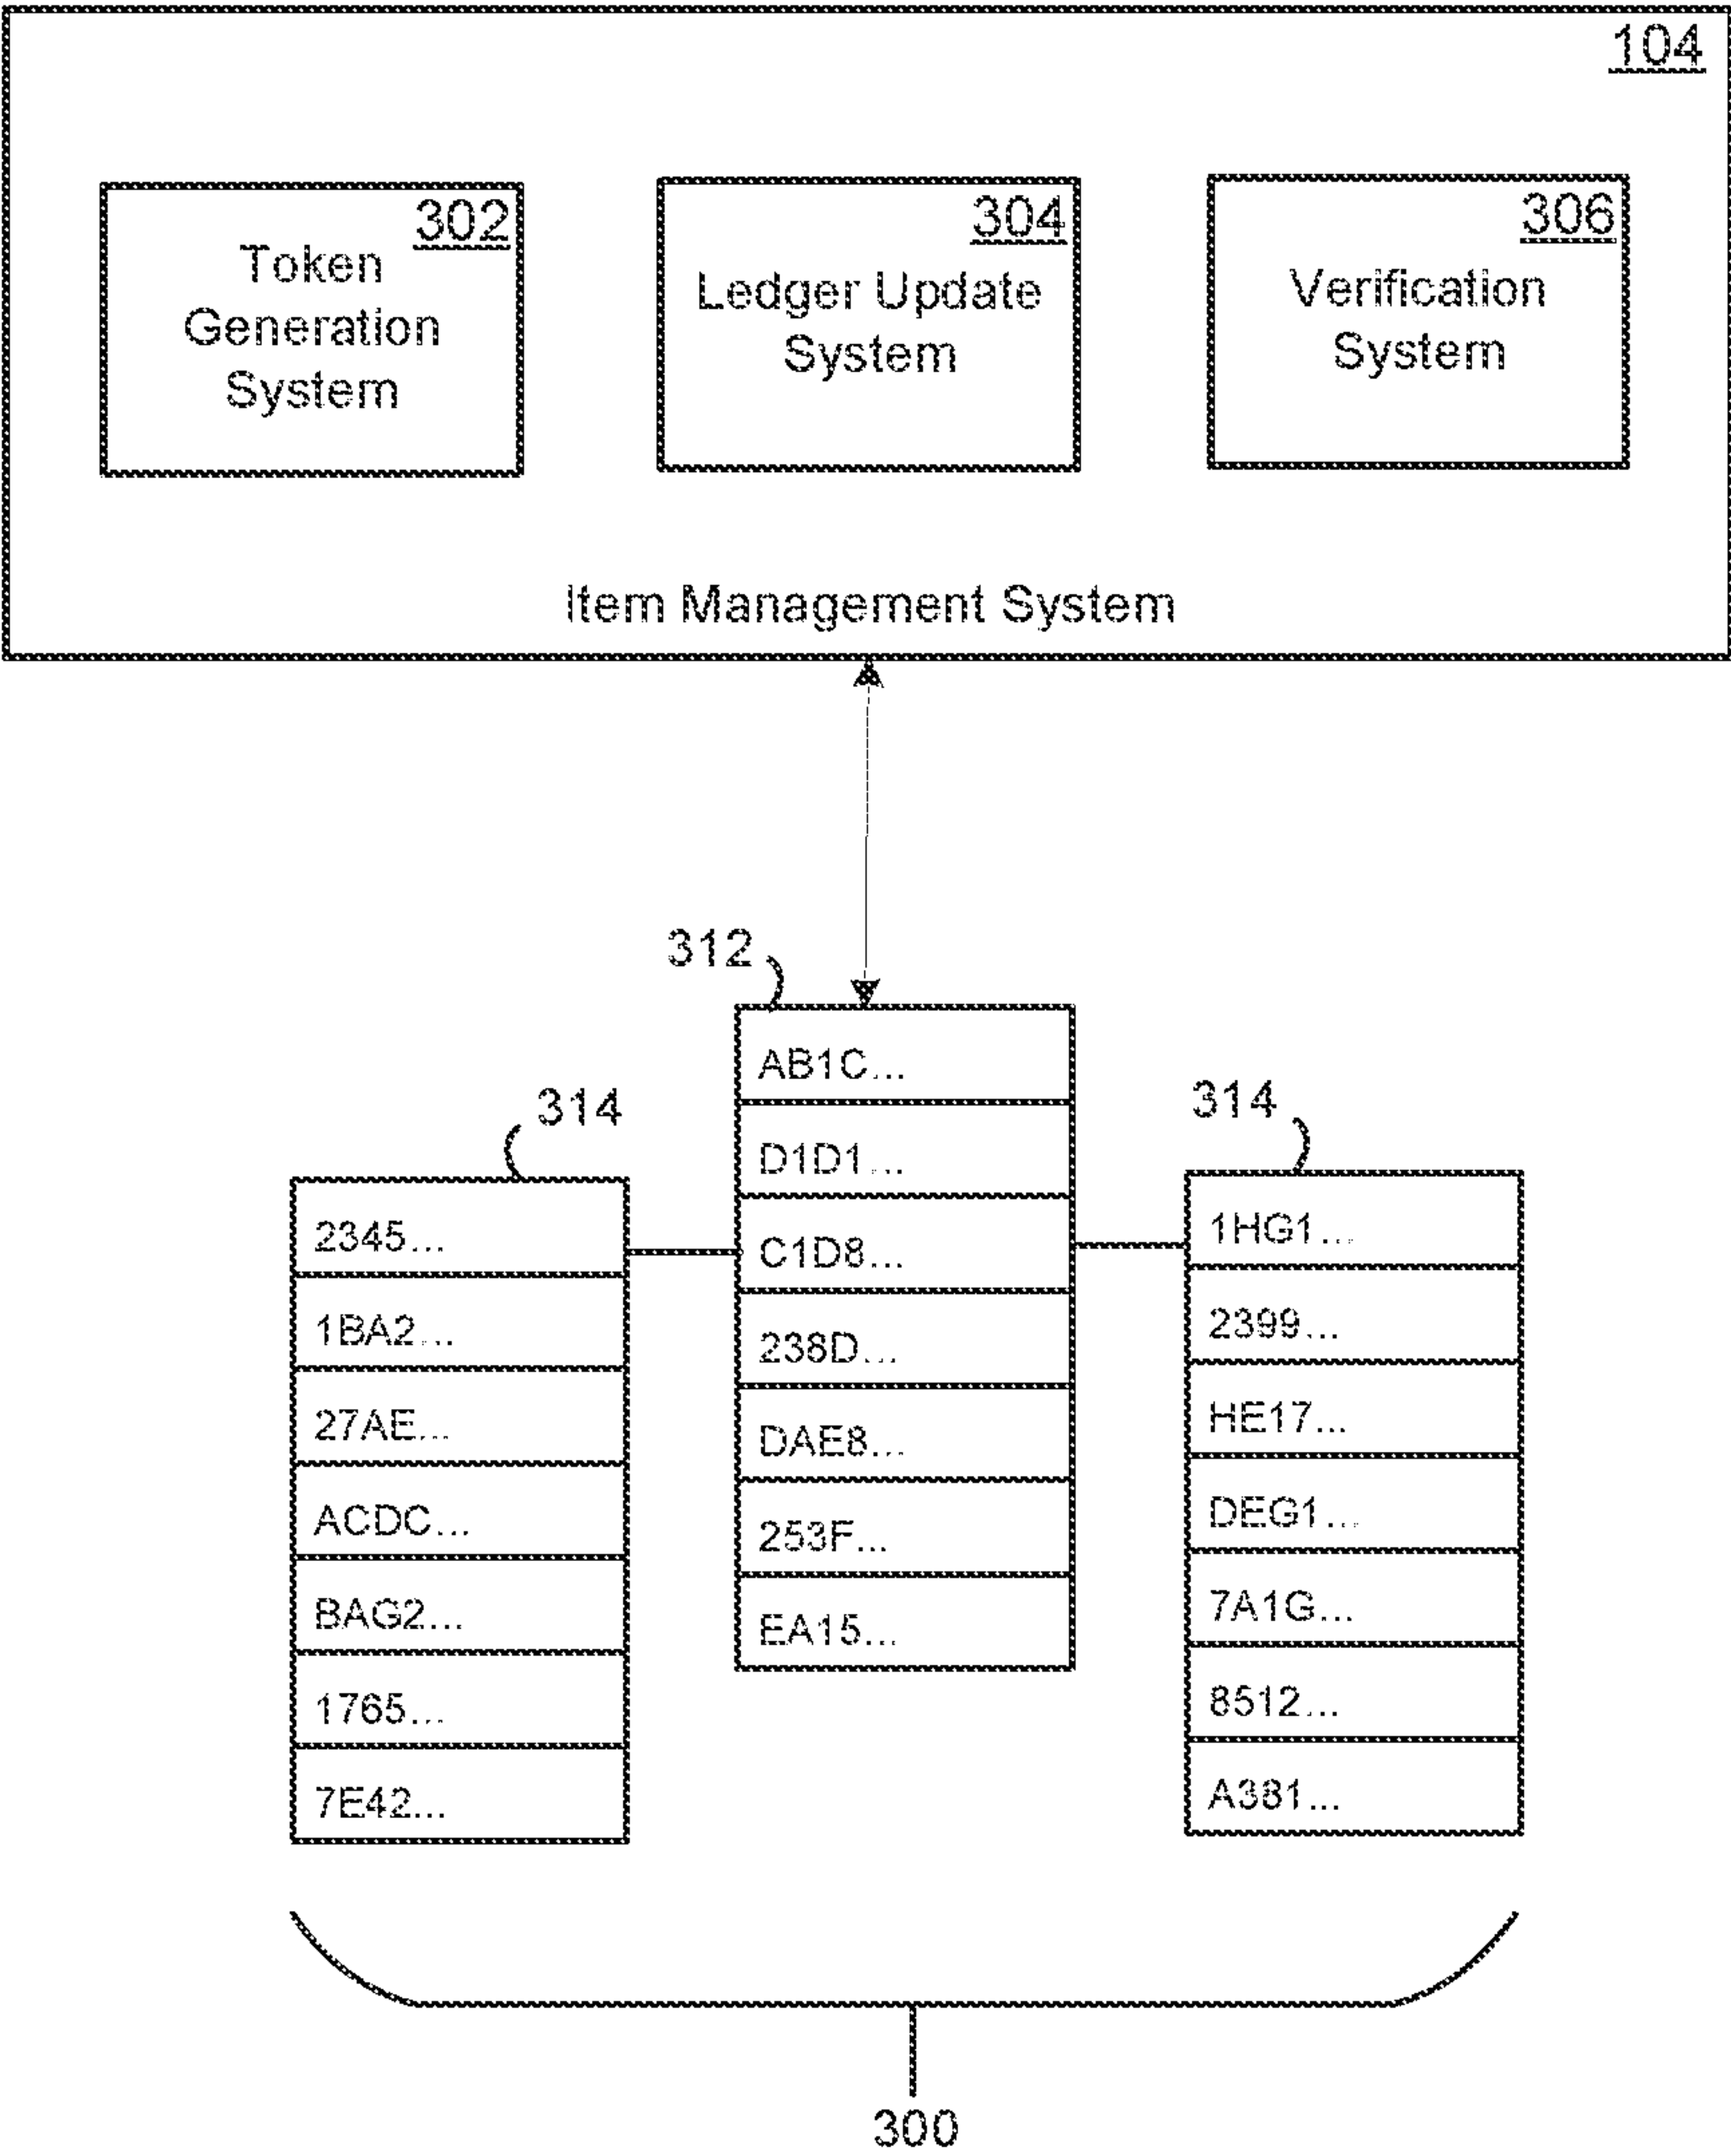 104
302
Token
Generation
System
304
Ledger Update
System
306
Verification
System
Item Management System
312
AB1C...
D1D1...
C1D8...
238D...
DAE8...
253F...
EA15...
314
2345...
1BA2...
27AE...
ACDC...
BAG2...
1765...
7E42...
314
1HG1...
2399...
HE17...
DEG1...
7A1G...
8512...
A381...
300